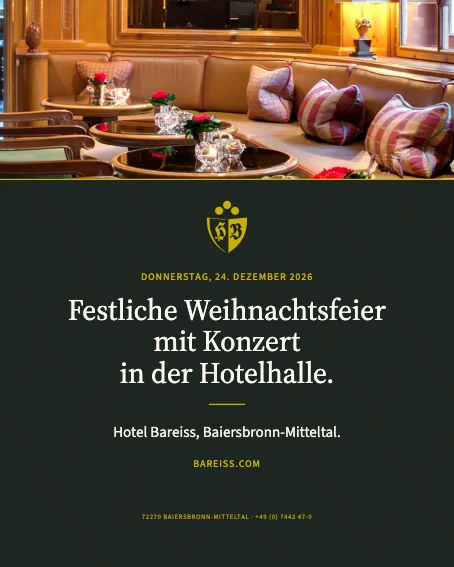 HB
DONNERSTAG, 24. DEZEMBER 2026
Festliche Weihnachtsfeier
mit Konzert
in der Hotelhalle.
Hotel Bareiss, Baiersbronn-Mitteltal.
BAREISS.COM
72270 BAIERSBRONN-MITTELTAL · +49 (0) 7442 47-0